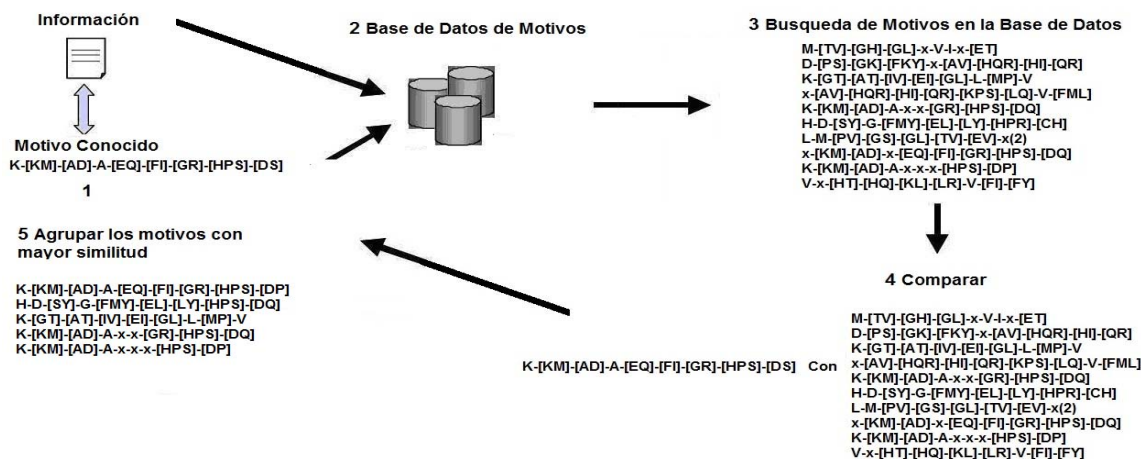 Información
Motivo Conocido
K-[KM]-[AD]-A-[EQ]-[FI]-[GR]-[HPS]-[DS]
1
2 Base de Datos de Motivos
3 Busqueda de Motivos en la Base de Datos
M-[TV]-[GH]-[GL]-x-V-I-x-[ET]
D-[PS]-[GK]-[FKY]-x-[AV]-[HQR]-[HI]-[QR]
K-[GT]-[AT]-[IV]-[EI]-[GL]-L-[MP]-V
x-[AV]-[HQR]-[HI]-[QR]-[KPS]-[LQ]-V-[FML]
K-[KM]-[AD]-A-x-x-[GR]-[HPS]-[DQ]
H-D-[SY]-G-[FMY]-[EL]-[LY]-[HPR]-[CH]
L-M-[PV]-[GS]-[GL]-[TV]-[EV]-x(2)
x-[KM]-[AD]-x-[EQ]-[FI]-[GR]-[HPS]-[DQ]
K-[KM]-[AD]-A-x-x-x-[HPS]-[DP]
V-x-[HT]-[HQ]-[KL]-[LR]-V-[FI]-[FY]
4 Comparar
K-[KM]-[AD]-A-[EQ]-[FI]-[GR]-[HPS]-[DS] Con
M-[TV]-[GH]-[GL]-x-V-I-x-[ET]
D-[PS]-[GK]-[FKY]-x-[AV]-[HQR]-[HI]-[QR]
K-[GT]-[AT]-[IV]-[EI]-[GL]-L-[MP]-V
x-[AV]-[HQR]-[HI]-[QR]-[KPS]-[LQ]-V-[FML]
K-[KM]-[AD]-A-x-x-[GR]-[HPS]-[DQ]
H-D-[SY]-G-[FMY]-[EL]-[LY]-[HPR]-[CH]
L-M-[PV]-[GS]-[GL]-[TV]-[EV]-x(2)
x-[KM]-[AD]-x-[EQ]-[FI]-[GR]-[HPS]-[DQ]
K-[KM]-[AD]-A-x-x-x-[HPS]-[DP]
V-x-[HT]-[HQ]-[KL]-[LR]-V-[FI]-[FY]
5 Agrupar los motivos con
mayor similitud
K-[KM]-[AD]-A-[EQ]-[FI]-[GR]-[HPS]-[DP]
H-D-[SY]-G-[FMY]-[EL]-[LY]-[HPS]-[DQ]
K-[GT]-[AT]-[IV]-[EI]-[GL]-L-[MP]-V
K-[KM]-[AD]-A-x-x-[GR]-[HPS]-[DQ]
K-[KM]-[AD]-A-x-x-x-[HPS]-[DP]